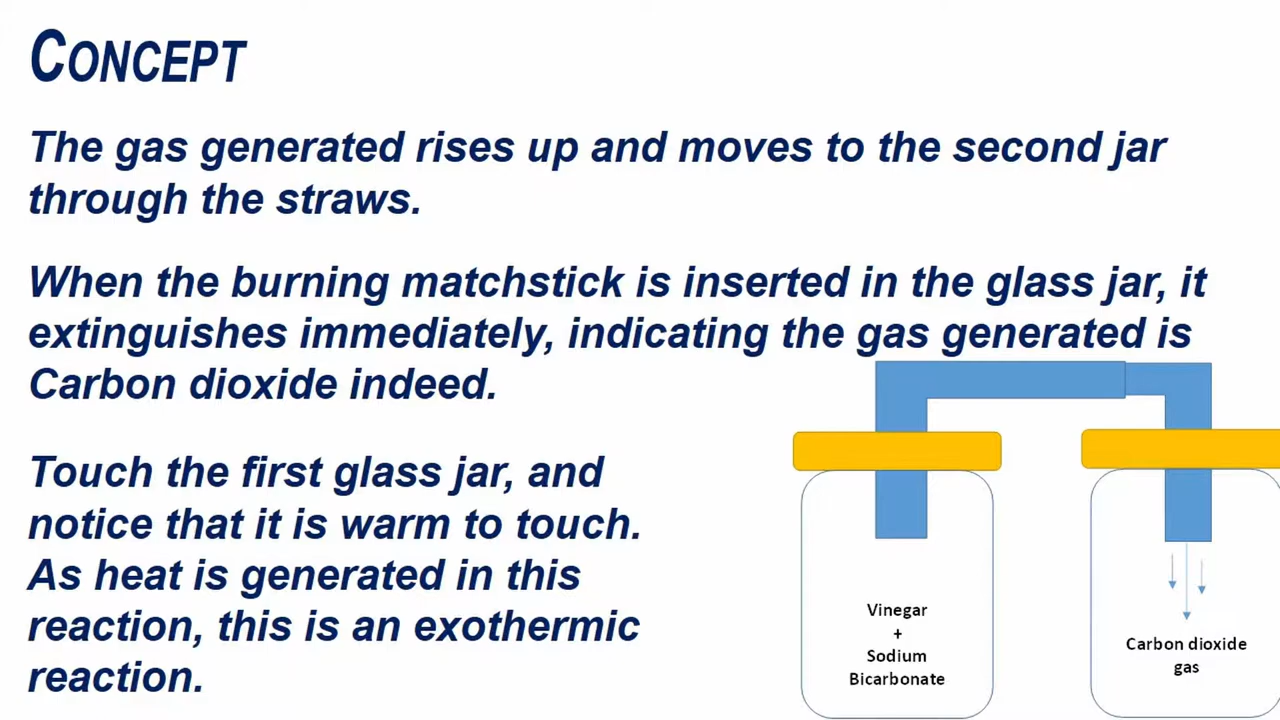 CONCEPT
The gas generated rises up and moves to the second jar
through the straws.
When the burning matchstick is inserted in the glass jar, it
extinguishes immediately, indicating the gas generated is
Carbon dioxide indeed.
Touch the first glass jar, and
notice that it is warm to touch.
As heat is generated in this
reaction, this is an exothermic
reaction.
Vinegar
+
Sodium
Bicarbonate
Carbon dioxide
gas